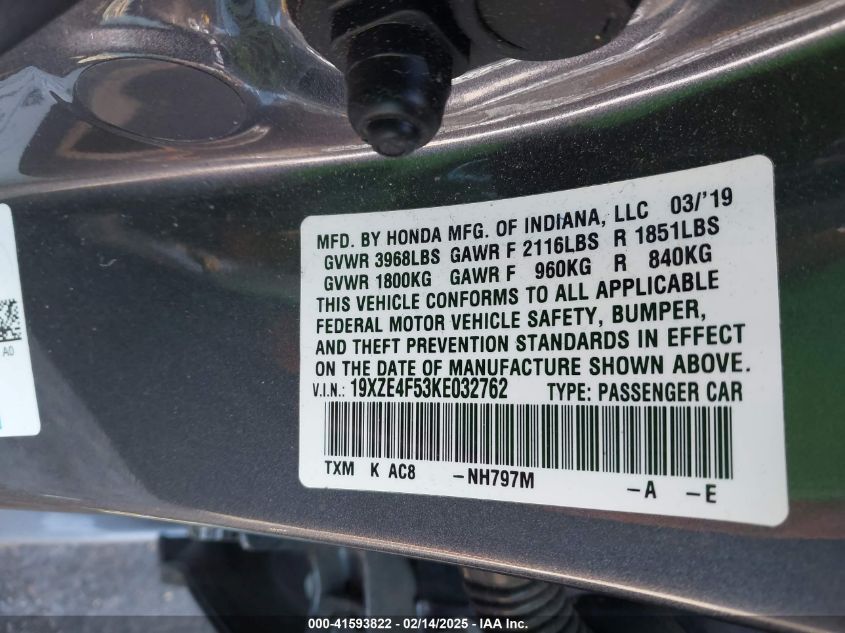 MFD. BY HONDA MFG. OF INDIANA, LLC 03/'19
GVWR 3968LBS GAWR F 2116LBS R 1851LBS
GVWR 1800KG GAWR F 960KG R 840KG
THIS VEHICLE CONFORMS TO ALL APPLICABLE
FEDERAL MOTOR VEHICLE SAFETY, BUMPER,
AND THEFT PREVENTION STANDARDS IN EFFECT
ON THE DATE OF MANUFACTURE SHOWN ABOVE.
V.I.N.: 19XZE4F53KE032762 TYPE: PASSENGER CAR
TXM K AC8 -NH797M -A -E
A0
000-41593822 - 02/14/2025 - IAA Inc.